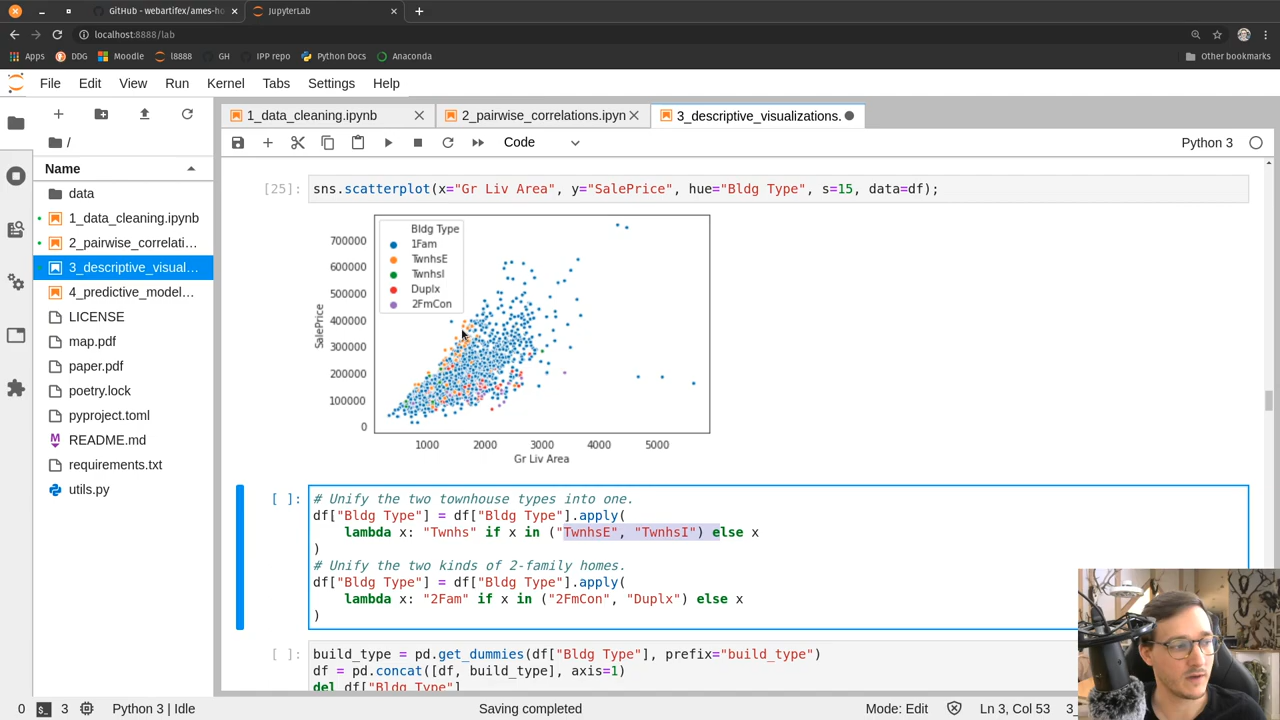 GitHub - webartifex/ames-ho
JupyterLab
localhost:8888/lab
Apps
DDG
Moodle
l8888
GH
IPP repo
Python Docs
Anaconda
Other bookmarks
File
Edit
View
Run
Kernel
Tabs
Settings
Help
/
Name
data
1_data_cleaning.ipynb
2_pairwise_correlati...
3_descriptive_visual...
4_predictive_model...
LICENSE
map.pdf
paper.pdf
poetry.lock
pyproject.toml
README.md
requirements.txt
utils.py
1_data_cleaning.ipynb
2_pairwise_correlations.ipyn
3_descriptive_visualizations.
Code
Python 3
[25]: sns.scatterplot(x="Gr Liv Area", y="SalePrice", hue="Bldg Type", s=15, data=df);
Bldg Type
1Fam
TwnhsE
TwnhsI
Duplx
2FmCon
700000
600000
500000
400000
300000
200000
100000
0
SalePrice
1000 2000 3000 4000 5000
Gr Liv Area
[ ]: # Unify the two townhouse types into one.
df["Bldg Type"] = df["Bldg Type"].apply(
lambda x: "Twnhs" if x in ("TwnhsE", "TwnhsI") else x
)
# Unify the two kinds of 2-family homes.
df["Bldg Type"] = df["Bldg Type"].apply(
lambda x: "2Fam" if x in ("2FmCon", "Duplx") else x
)
[ ]: build_type = pd.get_dummies(df["Bldg Type"], prefix="build_type")
df = pd.concat([df, build_type], axis=1)
del df["Bldg Type"]
0
3
Python 3 | Idle
Saving completed
Mode: Edit
Ln 3, Col 53